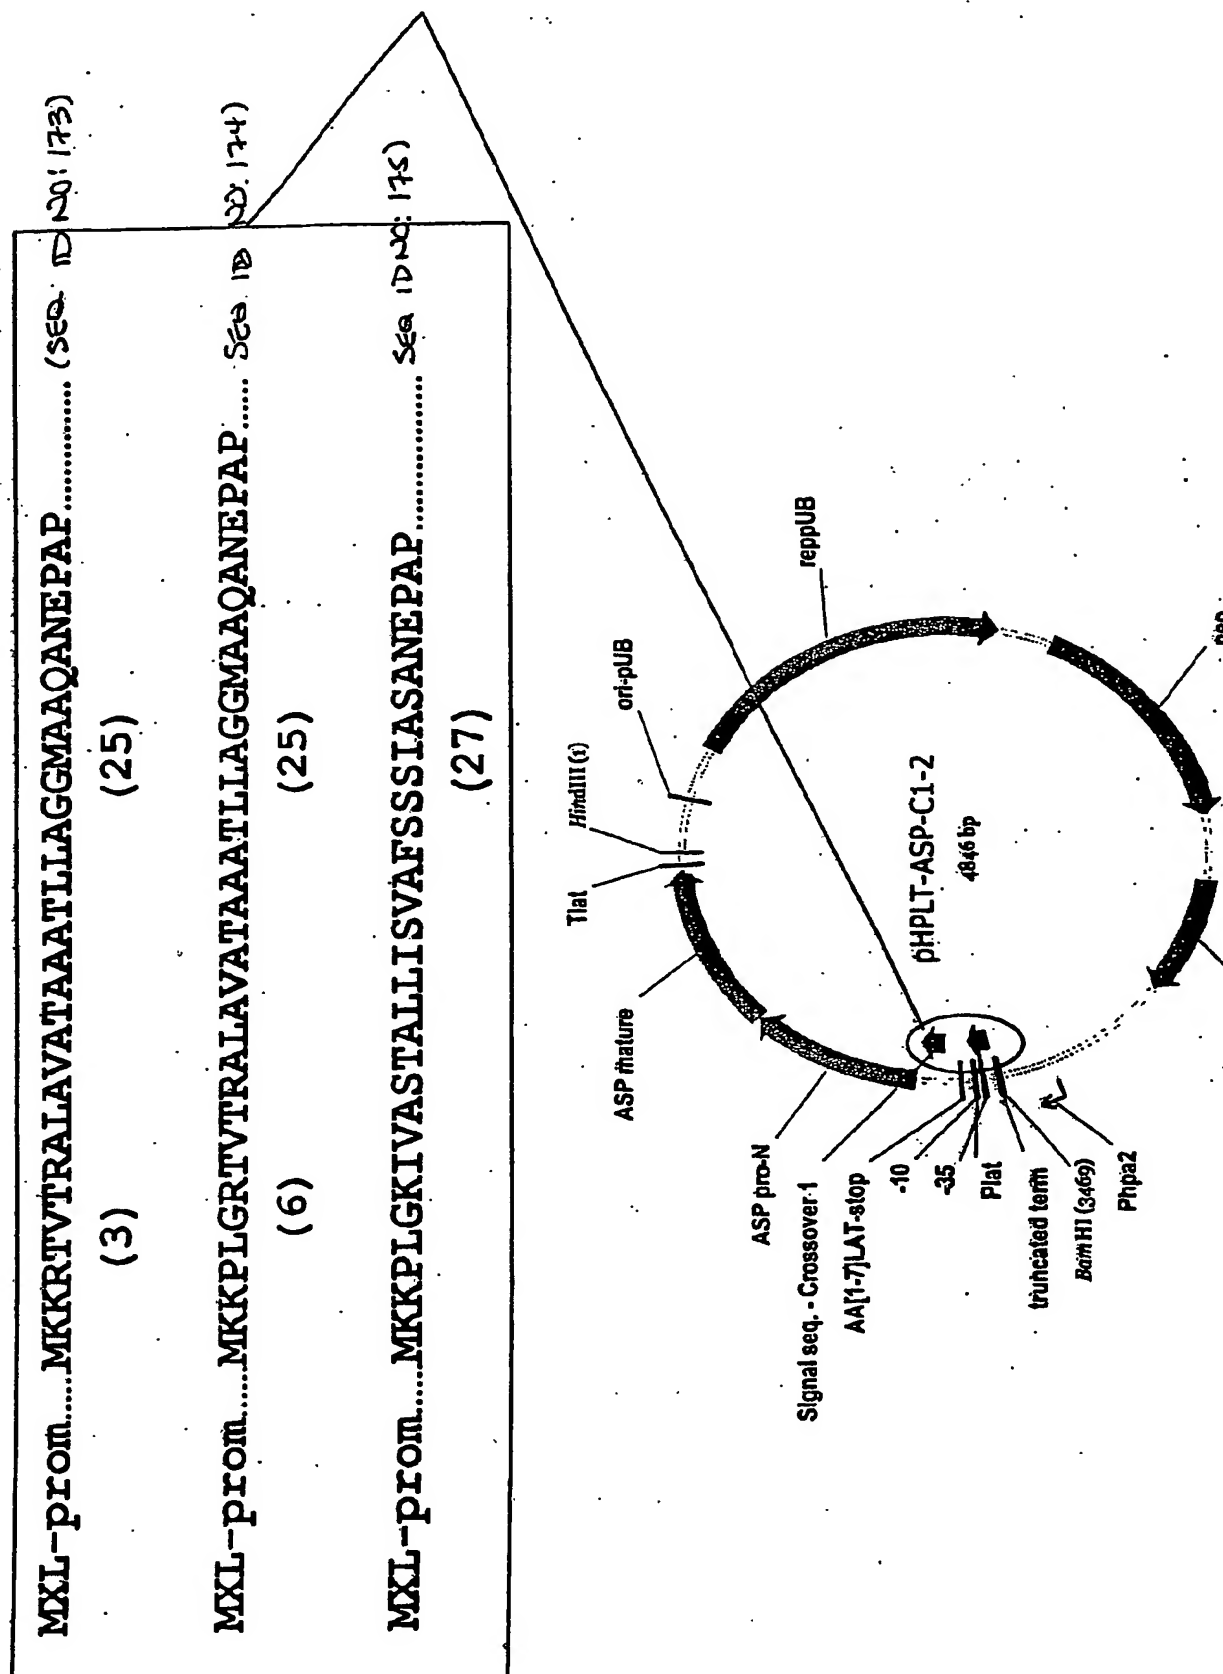 MXL-prom.....MKKRTVTRALAVATAAATLLAGGMAAQANEPAP.............. (SEQ ID NO: 173)
(3) (25)
MXL-prom.....MKKPLGRTVTRALAVATAAATLLAGGMAAQANEPAP...... SEQ ID NO: 174)
(6) (25)
MXL-prom.....MKKPLGKIVASTALLISVAFSSSIASANEPAP................ SEQ ID NO: 175)
(27)
Tlat
HindIII (1)
ori-pUB
reppUB
ASP mature
pHPLT-ASP-C1-2
4846 bp
ASP pro-N
Signal seq. - Crossover-1
AA[1-7]LAT-stop
-10
-35
Plat
truncated term
BamHI (3469)
Phpa2